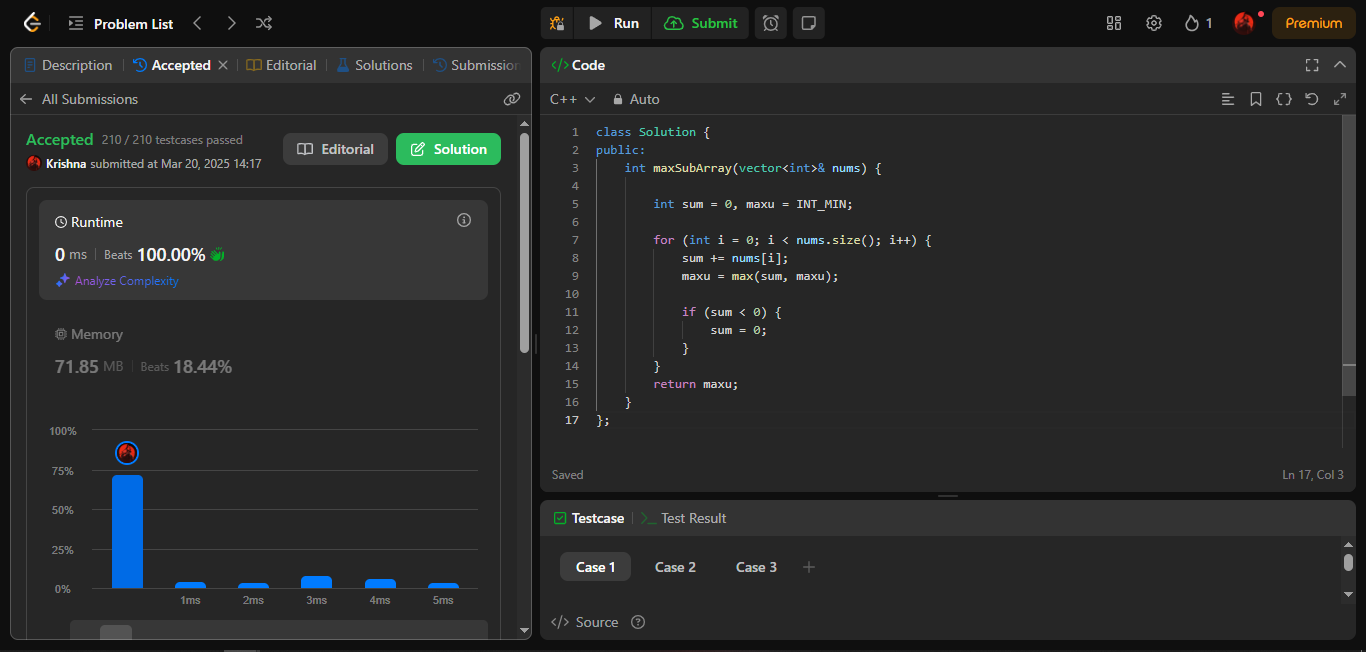 Problem List Run Submit 1 Premium
Description Accepted Editorial Solutions Submission
All Submissions
Accepted 210 / 210 testcases passed
Krishna submitted at Mar 20, 2025 14:17
Editorial Solution
Runtime
0 ms Beats 100.00%
Analyze Complexity
Memory
71.85 MB Beats 18.44%
100%
75%
50%
25%
0%
1ms 2ms 3ms 4ms 5ms
</> Code
C++ Auto
1 class Solution {
2 public:
3 int maxSubArray(vector<int>& nums) {
4
5 int sum = 0, maxu = INT_MIN;
6
7 for (int i = 0; i < nums.size(); i++) {
8 sum += nums[i];
9 maxu = max(sum, maxu);
10
11 if (sum < 0) {
12 sum = 0;
13 }
14 }
15 return maxu;
16 }
17 };
Saved Ln 17, Col 3
Testcase >_ Test Result
Case 1 Case 2 Case 3 +
</> Source ?